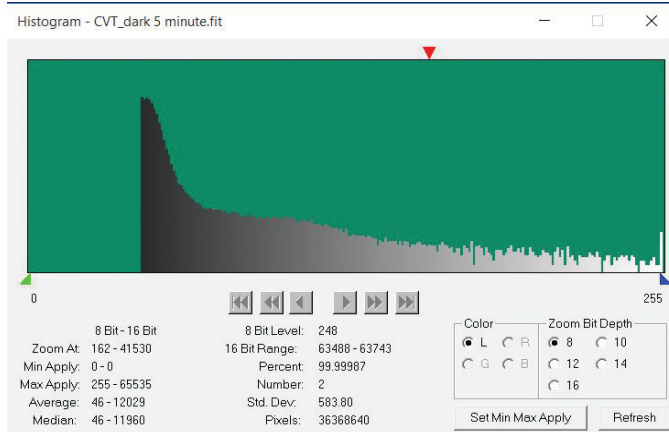 Histogram - CVT_dark 5 minute.fit
0 255
8 Bit - 16 Bit 8 Bit Level: 248
Zoom At: 162 - 41530 16 Bit Range: 63488 - 63743
Min Apply: 0 - 0 Percent: 99.99987
Max Apply: 255 - 65535 Number: 2
Average: 46 - 12029 Std. Dev: 583.80
Median: 46 - 11960 Pixels: 36368640
Color
L R
G B
Zoom Bit Depth
8 10
12 14
16
Set Min Max Apply Refresh